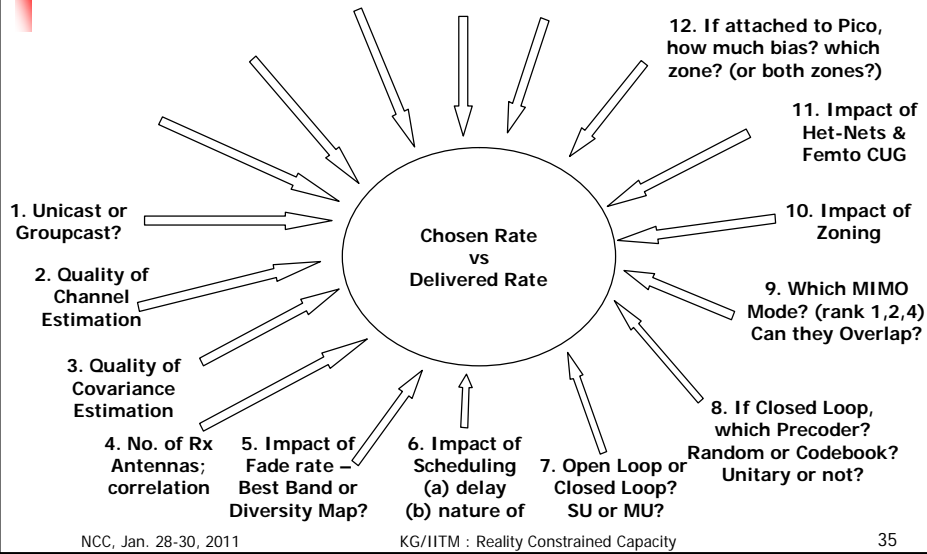 12. If attached to Pico,
how much bias? which
zone? (or both zones?)
11. Impact of
Het-Nets &
Femto CUG
1. Unicast or
Groupcast?
10. Impact of
Zoning
Chosen Rate
vs
Delivered Rate
2. Quality of
Channel
Estimation
9. Which MIMO
Mode? (rank 1,2,4)
Can they Overlap?
3. Quality of
Covariance
Estimation
8. If Closed Loop,
which Precoder?
Random or Codebook?
Unitary or not?
4. No. of Rx
Antennas;
correlation
5. Impact of
Fade rate –
Best Band or
Diversity Map?
6. Impact of
Scheduling
(a) delay
(b) nature of
7. Open Loop or
Closed Loop?
SU or MU?
NCC, Jan. 28-30, 2011
KG/IITM : Reality Constrained Capacity
35